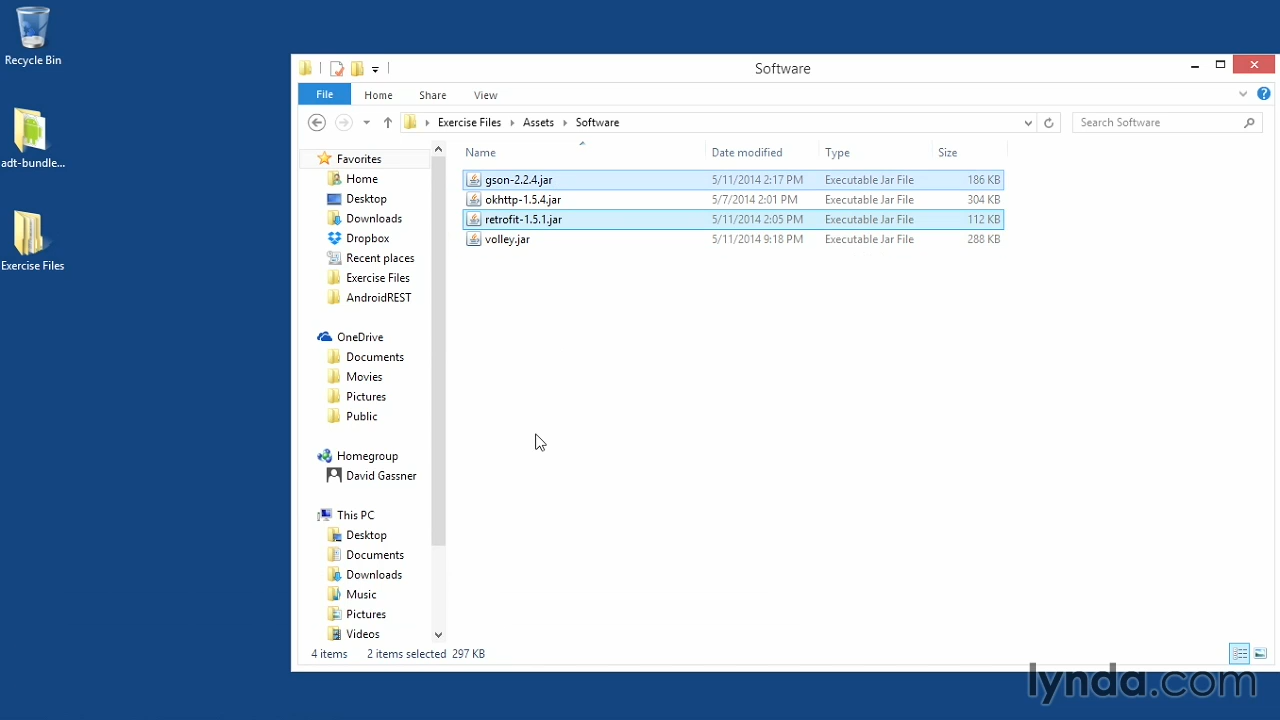 Recycle Bin
adt-bundle...
Exercise Files
Software
File Home Share View
Exercise Files Assets Software
Search Software
Name Date modified Type Size
gson-2.2.4.jar 5/11/2014 2:17 PM Executable Jar File 186 KB
okhttp-1.5.4.jar 5/7/2014 2:01 PM Executable Jar File 304 KB
retrofit-1.5.1.jar 5/11/2014 2:05 PM Executable Jar File 112 KB
volley.jar 5/11/2014 9:18 PM Executable Jar File 288 KB
Favorites
Home
Desktop
Downloads
Dropbox
Recent places
Exercise Files
AndroidREST
OneDrive
Documents
Movies
Pictures
Public
Homegroup
David Gassner
This PC
Desktop
Documents
Downloads
Music
Pictures
Videos
4 items 2 items selected 297 KB
lynda.com